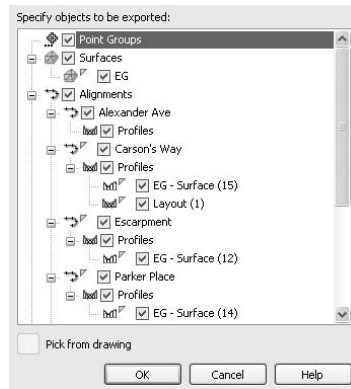 Specify objects to be exported:
Point Groups
Surfaces
EG
Alignments
Alexander Ave
Profiles
Carson's Way
Profiles
EG - Surface (15)
Layout (1)
Escarpment
Profiles
EG - Surface (12)
Parker Place
Profiles
EG - Surface (14)
Pick from drawing
OK Cancel Help